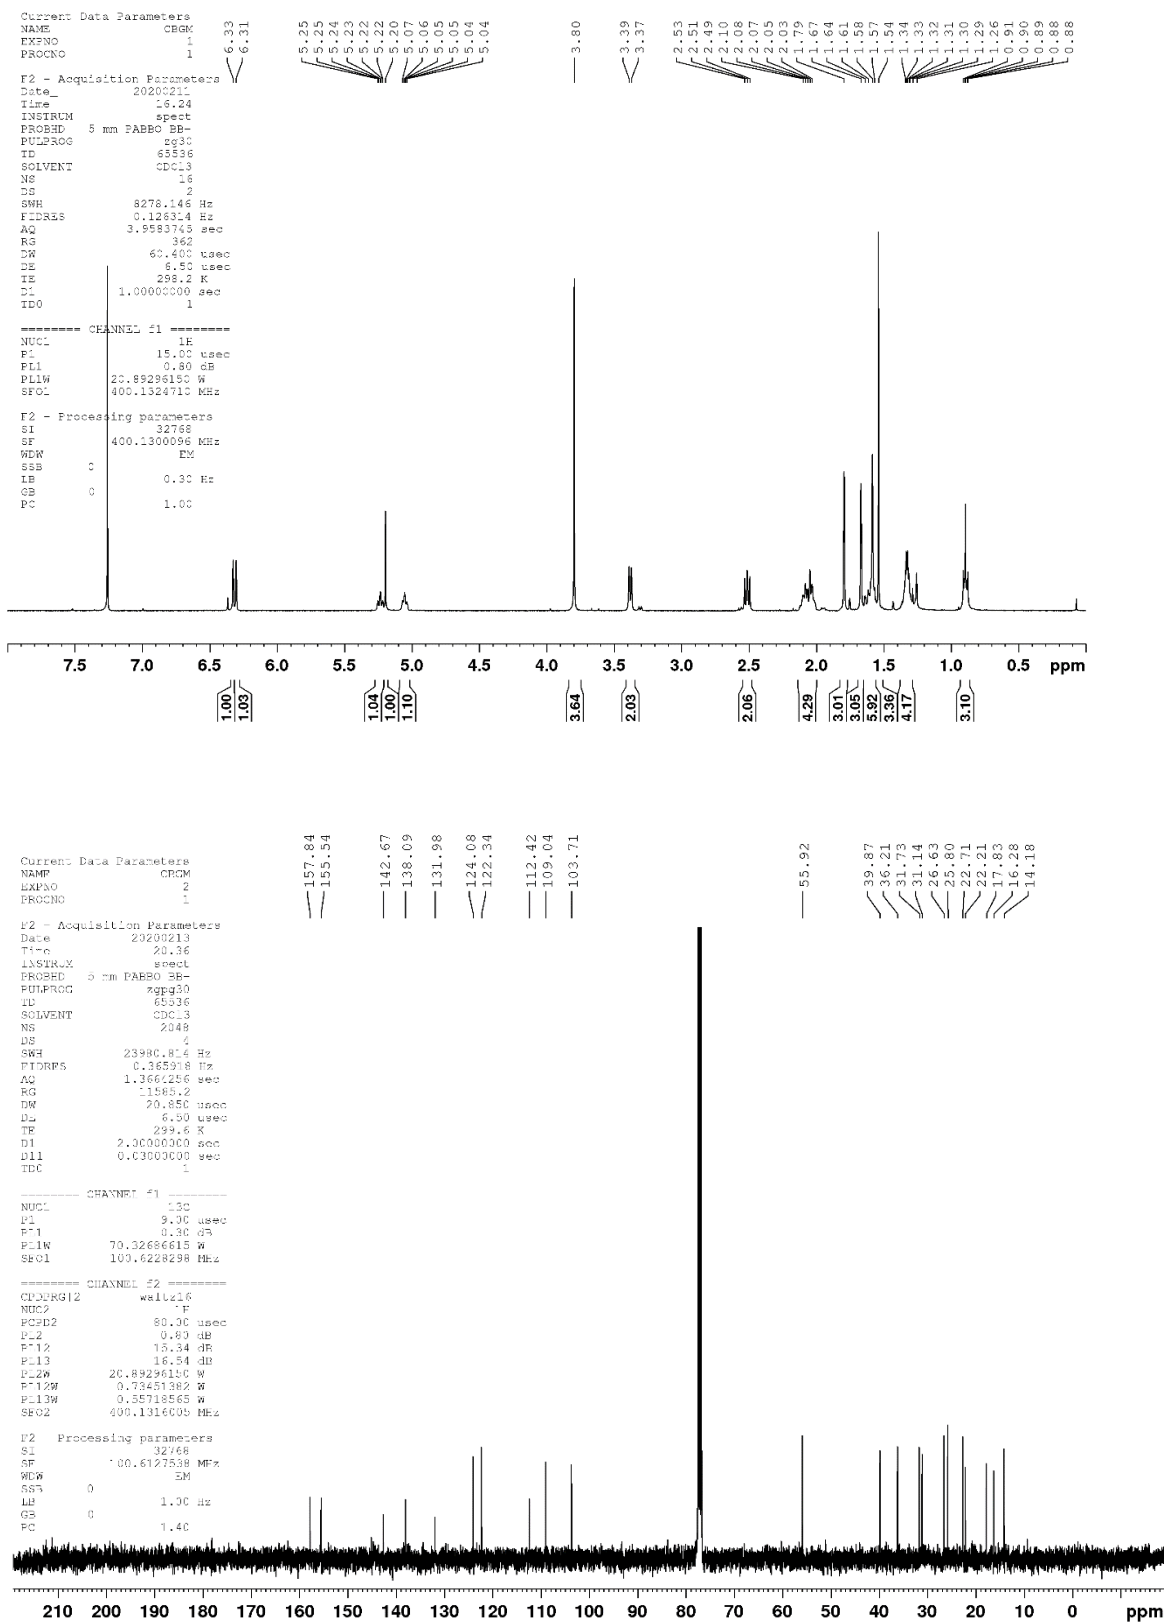 Current Data Parameters
NAME CBGM
EXPNO 1
PROCNO 1
F2 - Acquisition Parameters
Date_ 20200211
Time 16.24
INSTRUM spect
PROBHD 5 mm PABBO BB-
PULPROG zg30
TD 65536
SOLVENT CDCl3
NS 16
DS 2
SWH 8278.146 Hz
FIDRES 0.126314 Hz
AQ 3.9583745 sec
RG 362
DW 60.400 usec
DE 6.50 usec
TE 298.2 K
D1 1.00000000 sec
TD0 1
======== CHANNEL f1 ========
NUC1 1H
P1 15.00 usec
PL1 0.80 dB
PL1W 20.89296150 W
SFO1 400.1324710 MHz
F2 - Processing parameters
SI 32768
SF 400.1300096 MHz
WDW EM
SSB 0
LB 0.30 Hz
GB 0
PC 1.00
6.33
6.31
5.25
5.25
5.24
5.23
5.22
5.22
5.20
5.07
5.06
5.05
5.05
5.04
5.04
3.80
3.39
3.37
2.53
2.51
2.49
2.10
2.08
2.07
2.05
2.03
1.79
1.67
1.64
1.61
1.58
1.57
1.54
1.34
1.33
1.32
1.31
1.30
1.29
1.26
0.91
0.90
0.89
0.88
0.88
7.5 7.0 6.5 6.0 5.5 5.0 4.5 4.0 3.5 3.0 2.5 2.0 1.5 1.0 0.5 ppm
1.00
1.03
1.04
1.00
1.10
3.64
2.03
2.06
4.29
3.01
3.05
5.92
3.36
4.17
3.10
Current Data Parameters
NAME CBGM
EXPNO 2
PROCNO 1
F2 - Acquisition Parameters
Date_ 20200213
Time 20.36
INSTRUM spect
PROBHD 5 mm PABBO BB-
PULPROG zgpg30
TD 65536
SOLVENT CDCl3
NS 2048
DS 4
SWH 23980.814 Hz
FIDRES 0.365918 Hz
AQ 1.3664256 sec
RG 11585.2
DW 20.850 usec
DE 6.50 usec
TE 299.6 K
D1 2.00000000 sec
D11 0.03000000 sec
TD0 1
======== CHANNEL f1 ========
NUC1 13C
P1 9.00 usec
PL1 0.30 dB
PL1W 70.32686615 W
SFO1 100.6228298 MHz
======== CHANNEL f2 ========
CPDPRG[2 waltz16
NUC2 1H
PCPD2 80.00 usec
PL2 0.80 dB
PL12 15.34 dB
PL13 16.54 dB
PL2W 20.89296150 W
PL12W 0.73451382 W
PL13W 0.55718565 W
SFO2 400.1316005 MHz
F2 - Processing parameters
SI 32768
SF 100.6127538 MHz
WDW EM
SSB 0
LB 1.00 Hz
GB 0
PC 1.40
157.84
155.54
142.67
138.09
131.98
124.08
122.34
112.42
109.04
103.71
55.92
39.87
36.21
31.73
31.14
26.63
25.80
22.71
22.21
17.83
16.28
14.18
210 200 190 180 170 160 150 140 130 120 110 100 90 80 70 60 50 40 30 20 10 0 ppm